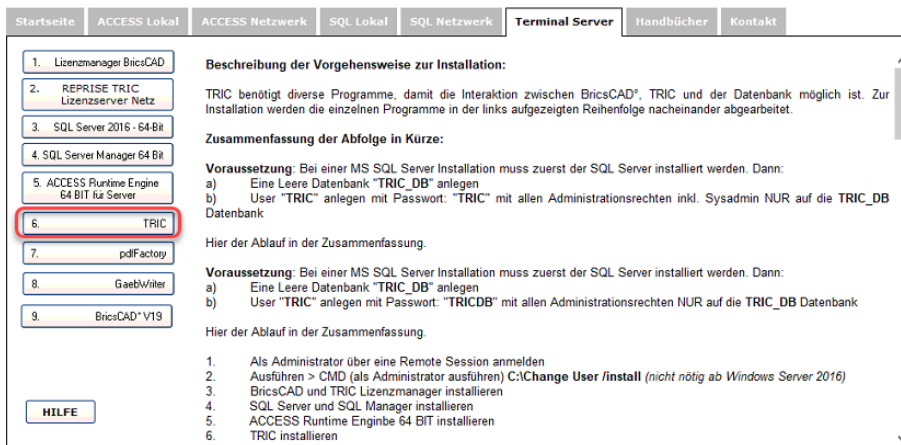 Startseite ACCESS Lokal ACCESS Netzwerk SQL Lokal SQL Netzwerk Terminal Server Handbücher Kontakt
1. Lizenzmanager BricsCAD
2. REPRISE TRIC
Lizenzserver Netz
3. SQL Server 2016 - 64-Bit
4. SQL Server Manager 64 Bit
5. ACCESS Runtime Engine
64 BIT für Server
6. TRIC
7. pdfFactory
8. GaebWriter
9. BricsCAD° V19
HILFE
Beschreibung der Vorgehensweise zur Installation:
TRIC benötigt diverse Programme, damit die Interaktion zwischen BricsCAD°, TRIC und der Datenbank möglich ist. Zur
Installation werden die einzelnen Programme in der links aufgezeigten Reihenfolge nacheinander abgearbeitet.
Zusammenfassung der Abfolge in Kürze:
Voraussetzung: Bei einer MS SQL Server Installation muss zuerst der SQL Server installiert werden. Dann:
a) Eine Leere Datenbank "TRIC_DB" anlegen
b) User "TRIC" anlegen mit Passwort: "TRIC" mit allen Administrationsrechten inkl. Sysadmin NUR auf die TRIC_DB
Datenbank
Hier der Ablauf in der Zusammenfassung.
Voraussetzung: Bei einer MS SQL Server Installation muss zuerst der SQL Server installiert werden. Dann:
a) Eine Leere Datenbank "TRIC_DB" anlegen
b) User "TRIC" anlegen mit Passwort: "TRICDB" mit allen Administrationsrechten NUR auf die TRIC_DB Datenbank
Hier der Ablauf in der Zusammenfassung.
1. Als Administrator über eine Remote Session anmelden
2. Ausführen > CMD (als Administrator ausführen) C:\Change User /install (nicht nötig ab Windows Server 2016)
3. BricsCAD und TRIC Lizenzmanager installieren
4. SQL Server und SQL Manager installieren
5. ACCESS Runtime Enginbe 64 BIT installieren
6. TRIC installieren